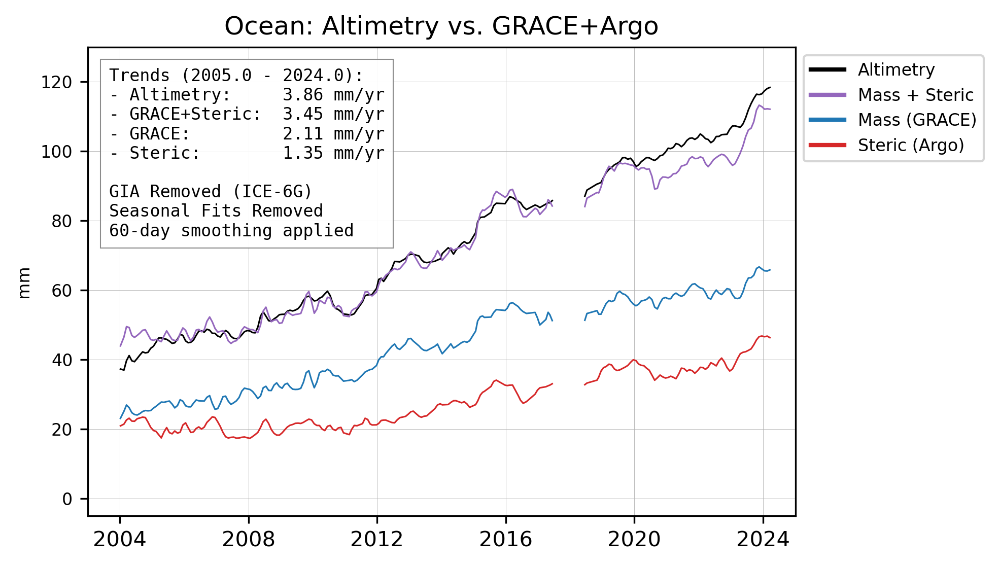 Ocean: Altimetry vs. GRACE+Argo
Trends (2005.0 - 2024.0):
- Altimetry:     3.86 mm/yr
- GRACE+Steric:  3.45 mm/yr
- GRACE:         2.11 mm/yr
- Steric:        1.35 mm/yr
GIA Removed (ICE-6G)
Seasonal Fits Removed
60-day smoothing applied
Altimetry
Mass + Steric
Mass (GRACE)
Steric (Argo)
mm
120
100
80
60
40
20
0
2004 2008 2012 2016 2020 2024